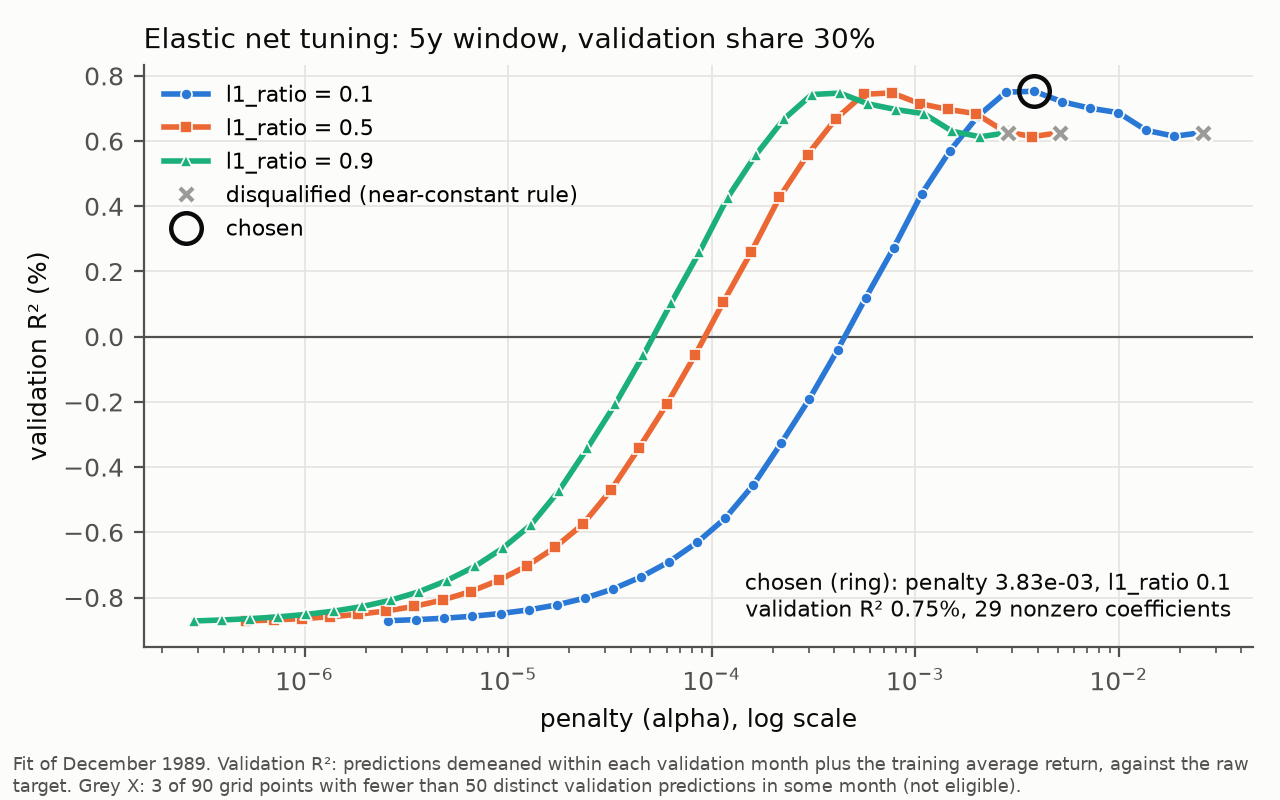 Elastic net tuning: 5y window, validation share 30%
l1_ratio = 0.1
l1_ratio = 0.5
l1_ratio = 0.9
disqualified (near-constant rule)
chosen
validation R² (%)
0.8
0.6
0.4
0.2
0.0
−0.2
−0.4
−0.6
−0.8
chosen (ring): penalty 3.83e-03, l1_ratio 0.1
validation R² 0.75%, 29 nonzero coefficients
10⁻⁶ 10⁻⁵ 10⁻⁴ 10⁻³ 10⁻²
penalty (alpha), log scale
Fit of December 1989. Validation R²: predictions demeaned within each validation month plus the training average return, against the raw
target. Grey X: 3 of 90 grid points with fewer than 50 distinct validation predictions in some month (not eligible).